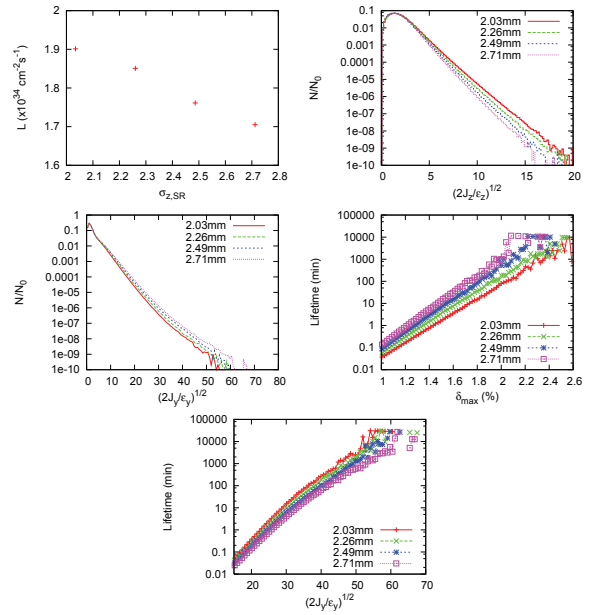 2
1.9
1.8
1.7
1.6
2 2.1 2.2 2.3 2.4 2.5 2.6 2.7 2.8
L (x10^34 cm^-2 s^-1)
σz,SR
0.1
0.01
0.001
0.0001
1e-05
1e-06
1e-07
1e-08
1e-09
1e-10
0 5 10 15 20
N/N0
(2Jz/εz)^1/2
2.03mm
2.26mm
2.49mm
2.71mm
1
0.1
0.01
0.001
0.0001
1e-05
1e-06
1e-07
1e-08
1e-09
1e-10
0 10 20 30 40 50 60 70 80
N/N0
(2Jy/εy)^1/2
2.03mm
2.26mm
2.49mm
2.71mm
100000
10000
1000
100
10
1
0.1
0.01
1 1.2 1.4 1.6 1.8 2 2.2 2.4 2.6
Lifetime (min)
δmax (%)
2.03mm
2.26mm
2.49mm
2.71mm
100000
10000
1000
100
10
1
0.1
0.01
20 30 40 50 60 70
Lifetime (min)
(2Jy/εy)^1/2
2.03mm
2.26mm
2.49mm
2.71mm